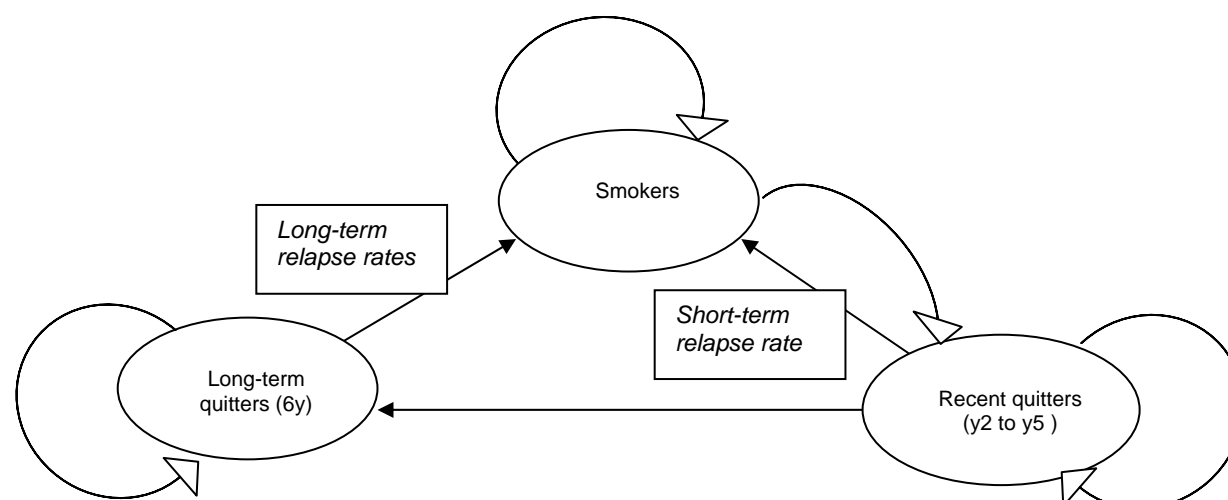 Smokers
Long-term
relapse rates
Short-term
relapse rate
Long-term
quitters (6y)
Recent quitters
(y2 to y5 )